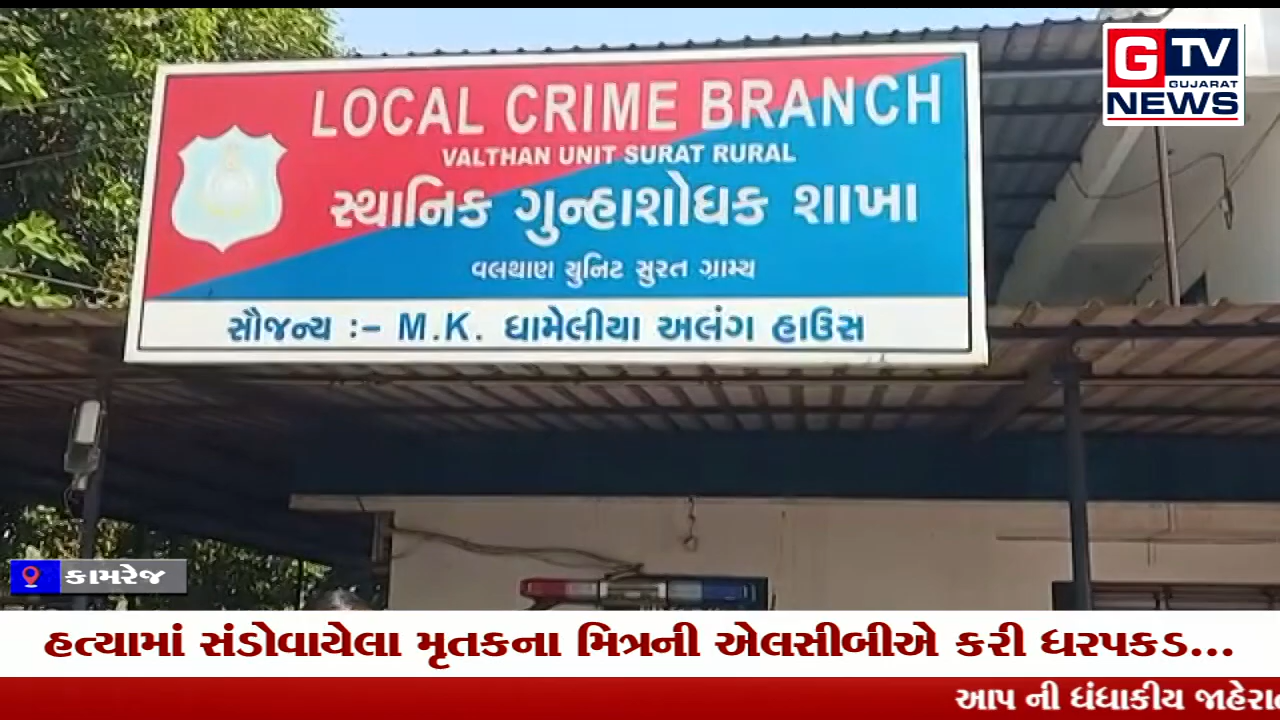 LOCAL CRIME BRANCH
VALTHAN UNIT SURAT RURAL
સ્થાનિક ગુન્હાશોધક શાખા
વલથાણ યુનિટ સુરત ગ્રામ્ય
સૌજન્ય :- M.K. ધામેલીયા અલંગ હાઉસ
GTV
GUJARAT
NEWS
કામરેજ
હત્યામાં સંડોવાયેલા મૃતકના મિત્રની એલસીબીએ કરી ધરપકડ...
આપ ની ધંધાકીય